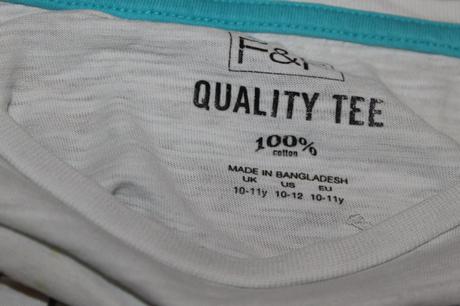 F&F
QUALITY TEE
100%
cotton
MADE IN BANGLADESH
UK US EU
10-11y 10-12 10-11y